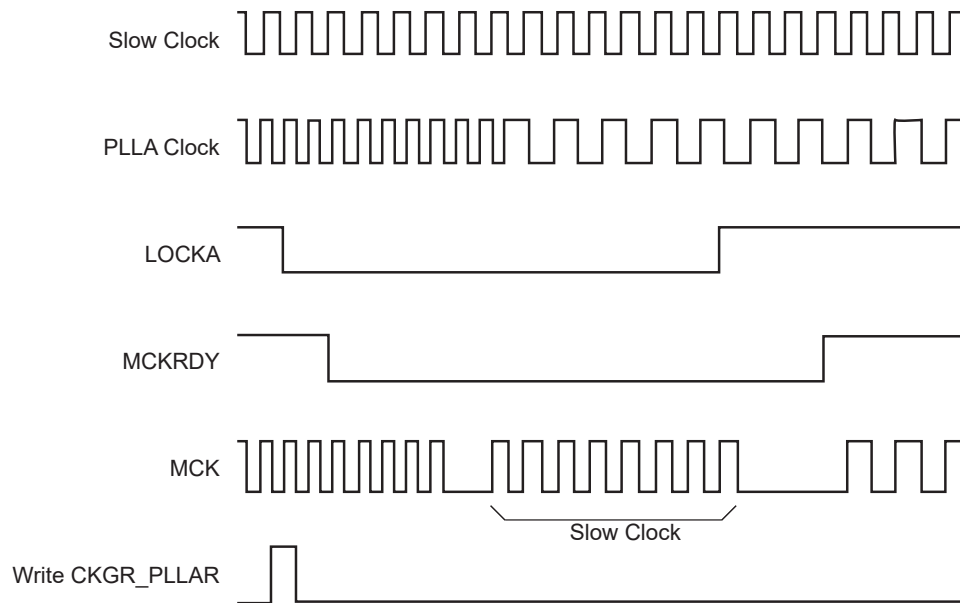 Slow Clock
PLLA Clock
LOCKA
MCKRDY
MCK
Slow Clock
Write CKGR_PLLAR